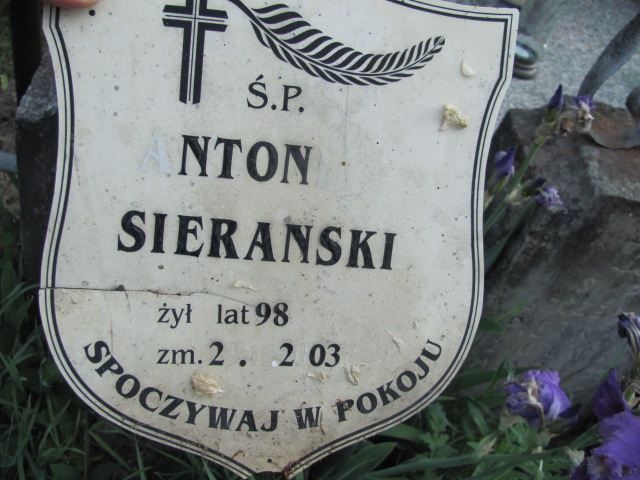 Ś.P.
ANTONI
SIERANSKI
żył lat 98
zm. 2. 2 03
SPOCZYWAJ W POKOJU